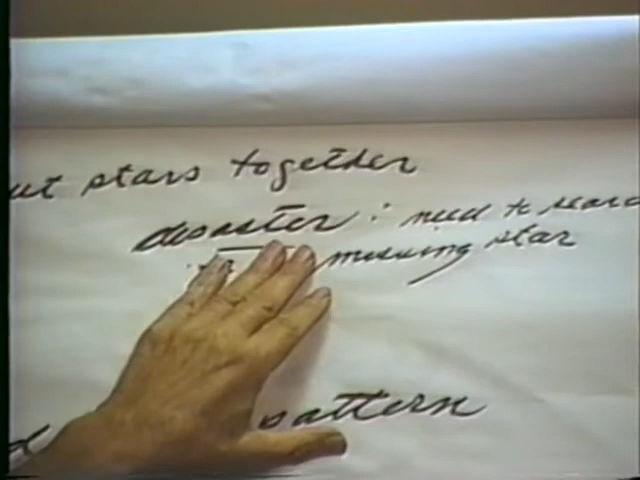 ut stars together
disaster: need to searc
missing star
pattern